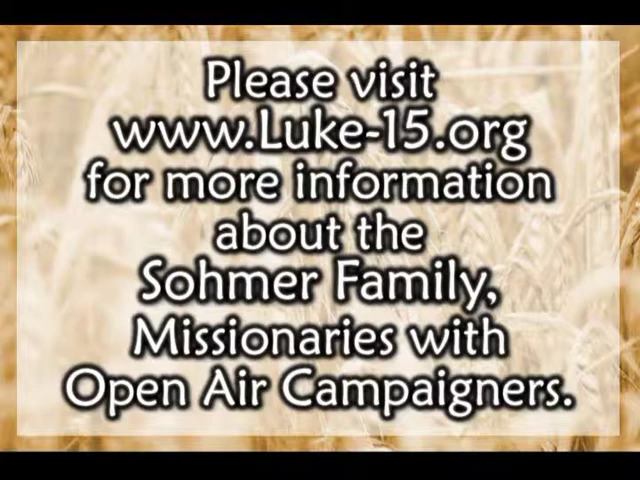 Please visit
www.Luke-15.org
for more information
about the
Sohmer Family,
Missionaries with
Open Air Campaigners.